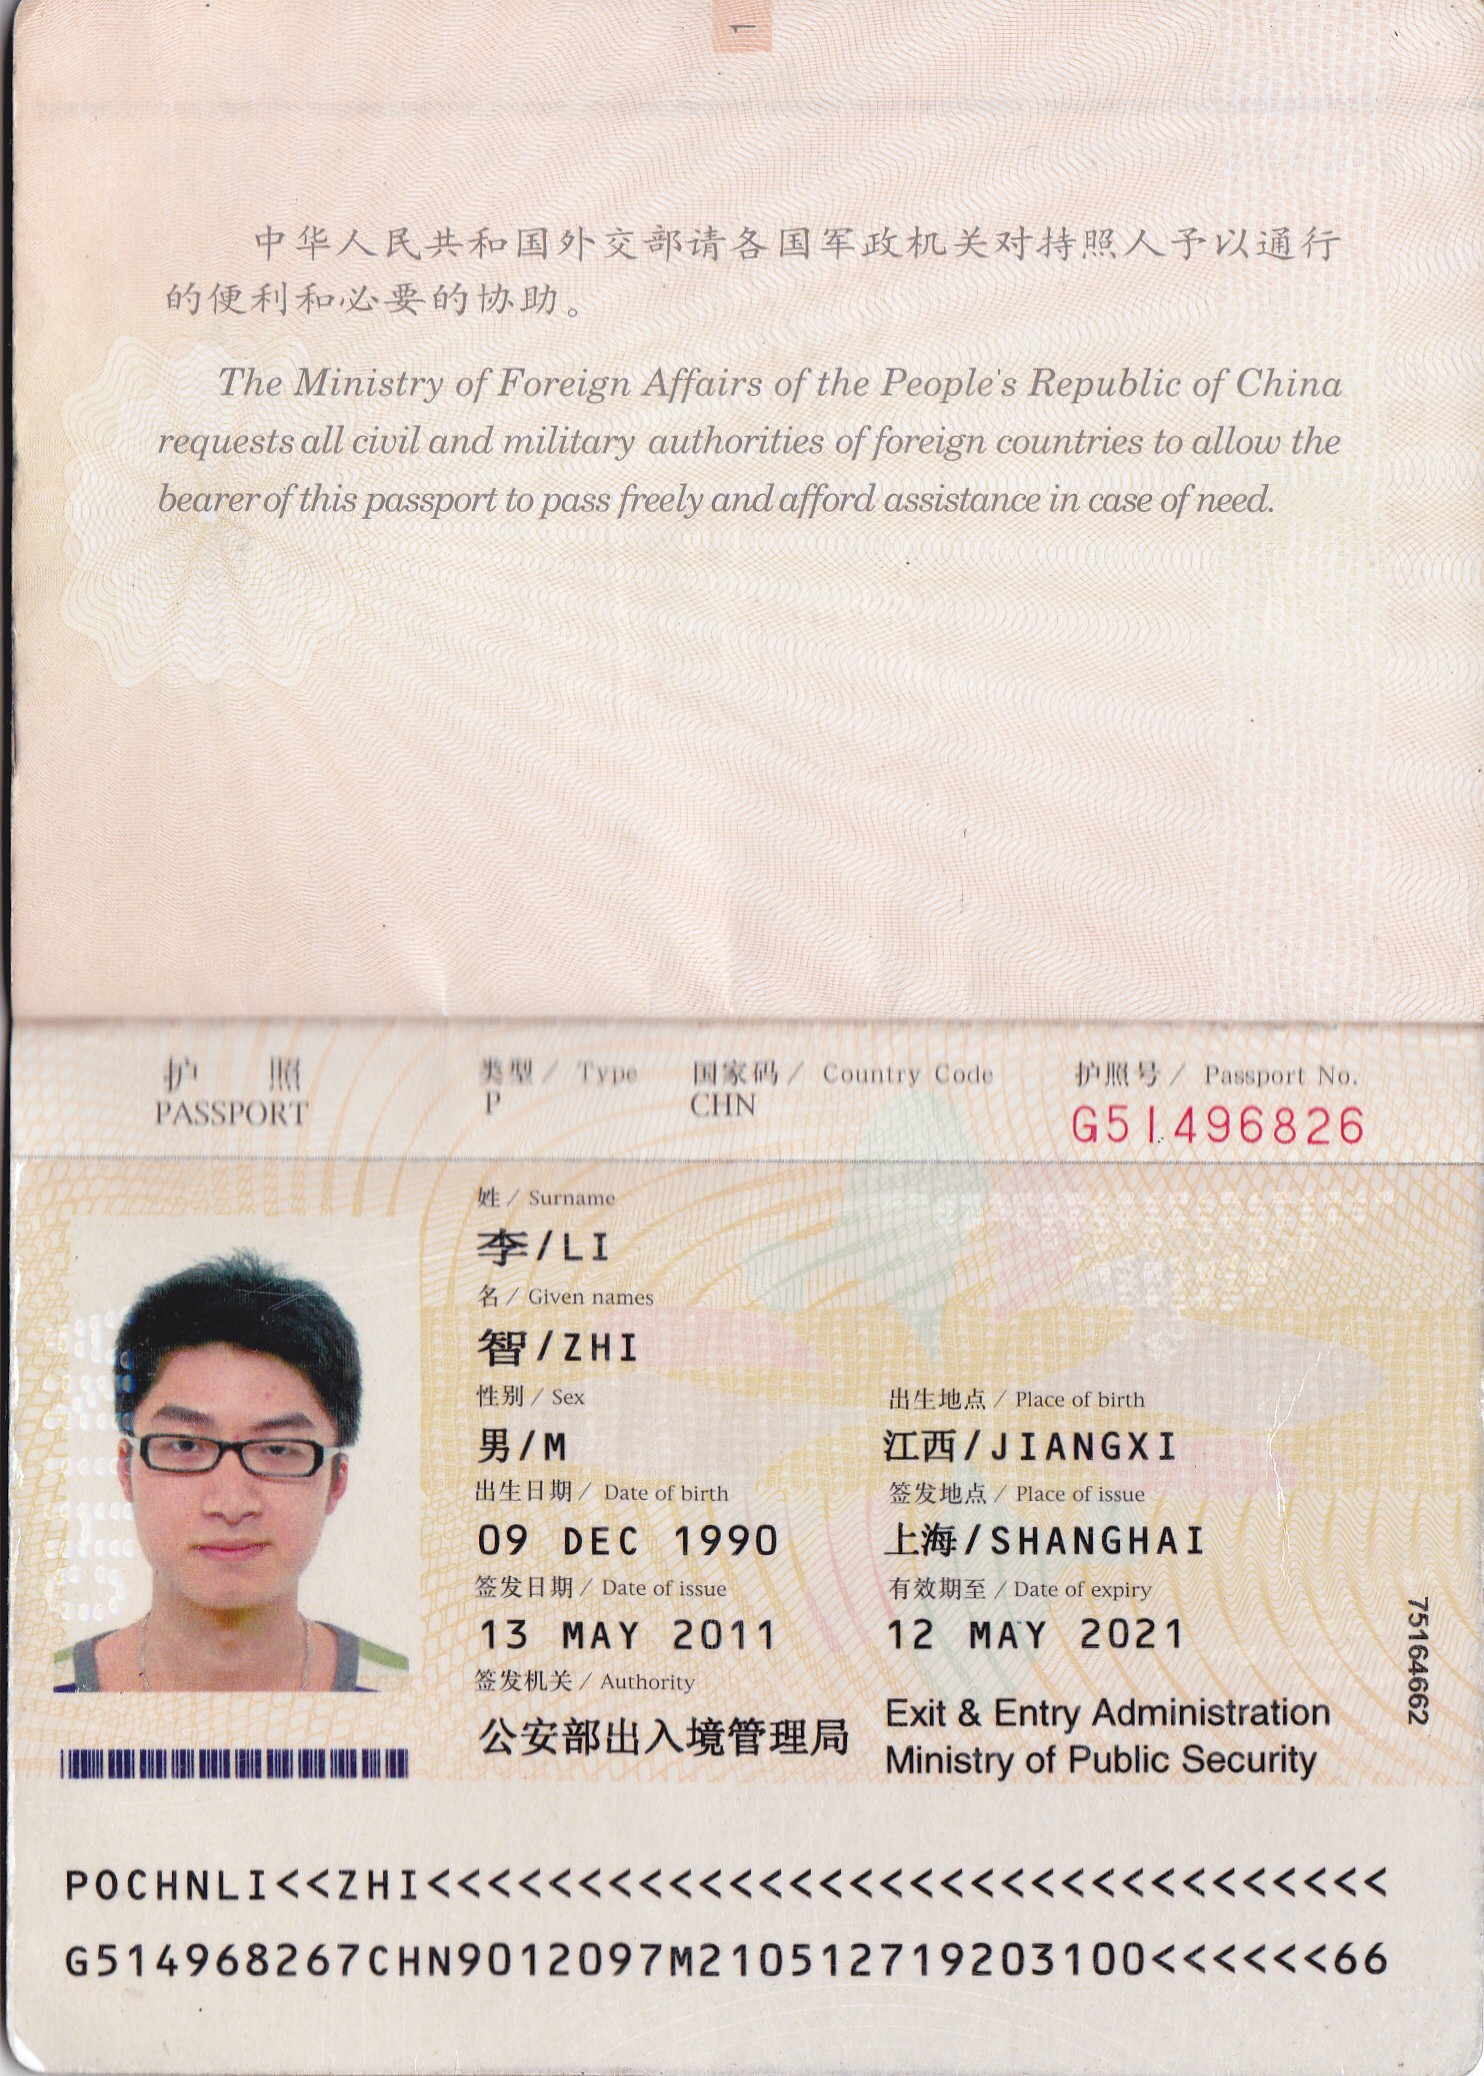 1
中华人民共和国外交部请各国军政机关对持照人予以通行
的便利和必要的协助。
The Ministry of Foreign Affairs of the People's Republic of China
requests all civil and military authorities of foreign countries to allow the
bearer of this passport to pass freely and afford assistance in case of need.
护 照 类型 / Type 国家码 / Country Code 护照号 / Passport No.
PASSPORT P CHN G51496826
姓 / Surname
李/LI
名 / Given names
智/ZHI
性别 / Sex 出生地点 / Place of birth
男/M 江西/JIANGXI
出生日期 / Date of birth 签发地点 / Place of issue
09 DEC 1990 上海/SHANGHAI
签发日期 / Date of issue 有效期至 / Date of expiry
13 MAY 2011 12 MAY 2021
签发机关 / Authority
公安部出入境管理局 Exit & Entry Administration
Ministry of Public Security
75164662
POCHNLI<<ZHI<<<<<<<<<<<<<<<<<<<<<<<<<<<<<<<<
G514968267CHN9012097M210512719203100<<<<<<66